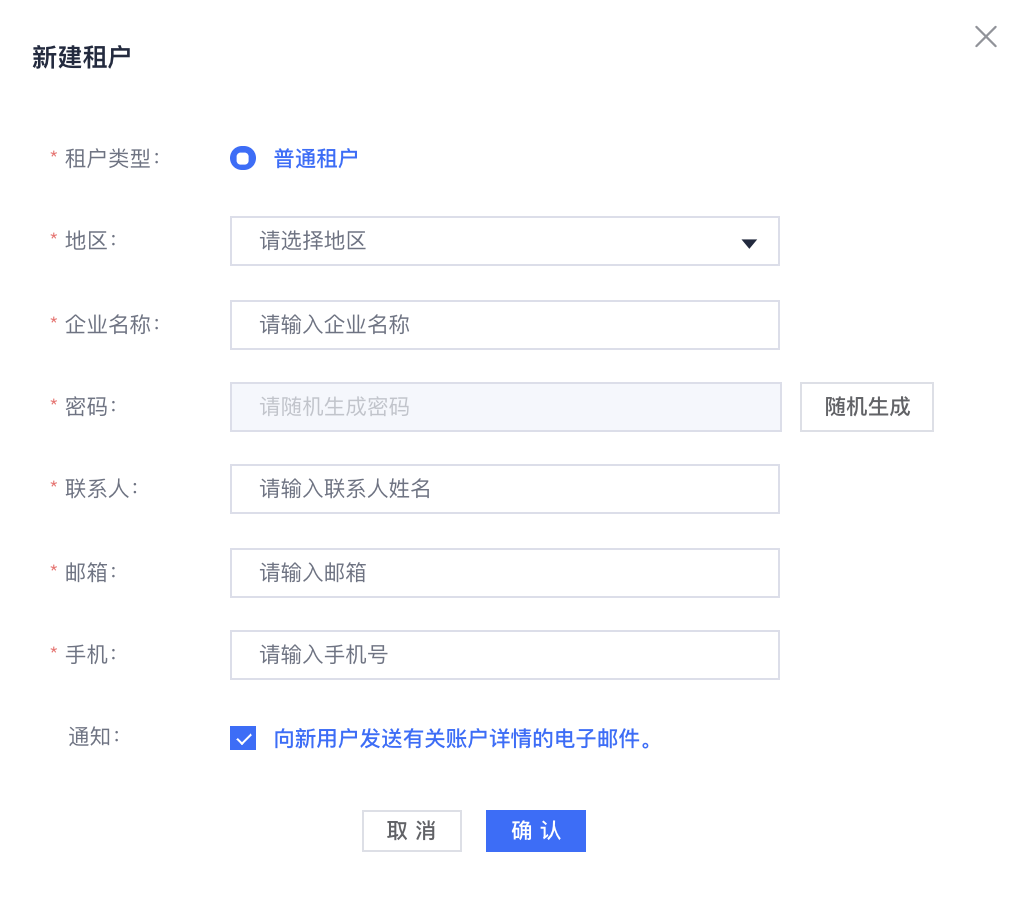 新建租户
* 租户类型: 普通租户
* 地区: 请选择地区
* 企业名称: 请输入企业名称
* 密码: 请随机生成密码 随机生成
* 联系人: 请输入联系人姓名
* 邮箱: 请输入邮箱
* 手机: 请输入手机号
通知: 向新用户发送有关账户详情的电子邮件。
取 消 确 认